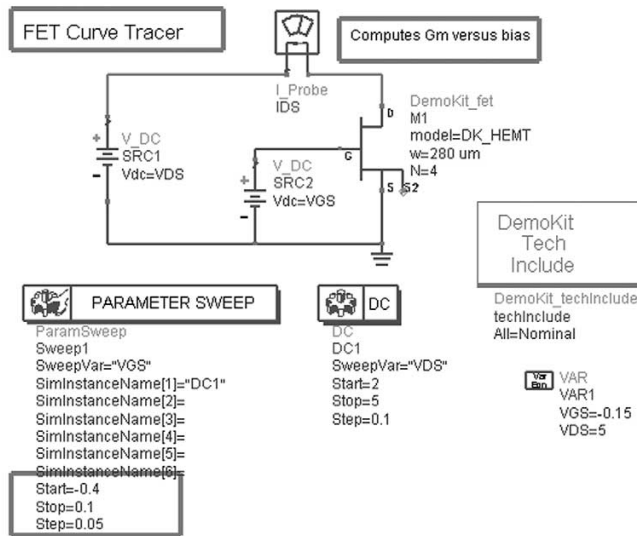 FET Curve Tracer
Computes Gm versus bias
I_Probe
IDS
DemoKit_fet
M1
model=DK_HEMT
w=280 um
N=4
D
G
S S2
+
V_DC
SRC1
Vdc=VDS
-
+
V_DC
SRC2
Vdc=VGS
-
DemoKit
Tech
Include
DemoKit_techInclude
techInclude
All=Nominal
PARAMETER SWEEP
ParamSweep
Sweep1
SweepVar="VGS"
SimInstanceName[1]="DC1"
SimInstanceName[2]=
SimInstanceName[3]=
SimInstanceName[4]=
SimInstanceName[5]=
SimInstanceName[6]=
Start=-0.4
Stop=0.1
Step=0.05
DC
DC
DC1
SweepVar="VDS"
Start=2
Stop=5
Step=0.1
Var
Eqn
VAR
VAR1
VGS=-0.15
VDS=5